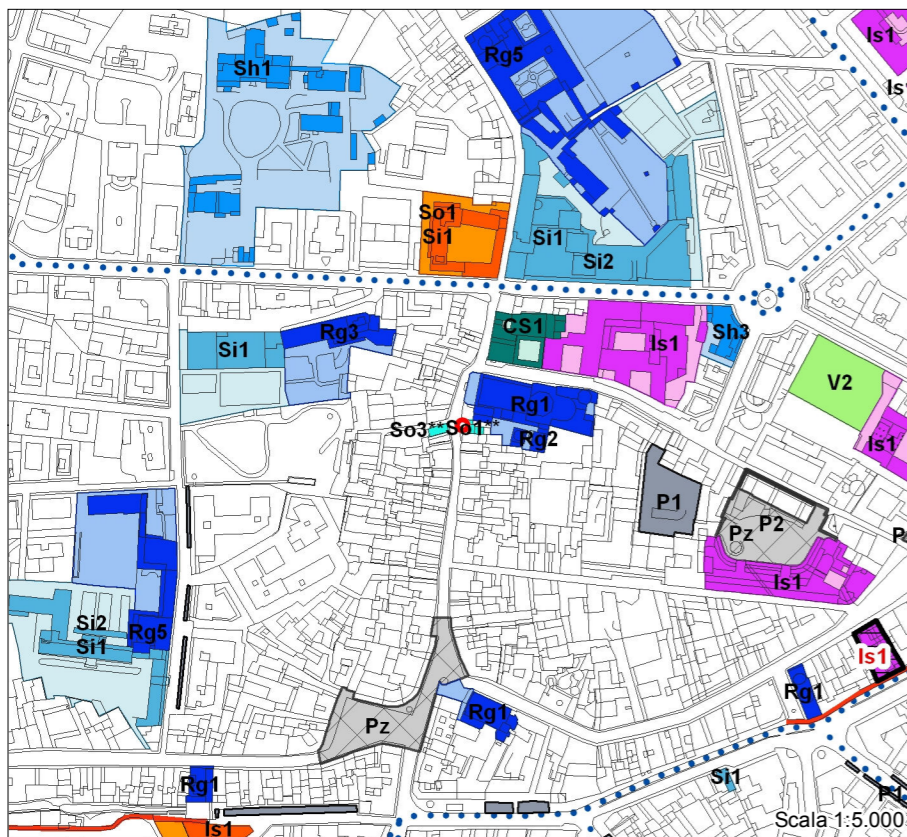 Rg5
Is1
Sh1
Is
So1
Si1
Si1
Si2
CS1
Sh3
Rg3
Si1
Is1
V2
Rg1
So3**So1**
Rg2
Is1
P1
P2
Pz
P
Is1
Si2
Si1
Rg5
Is1
Rg1
Rg1
Pz
Rg1
Si1
P1
Is1
Scala 1:5.000